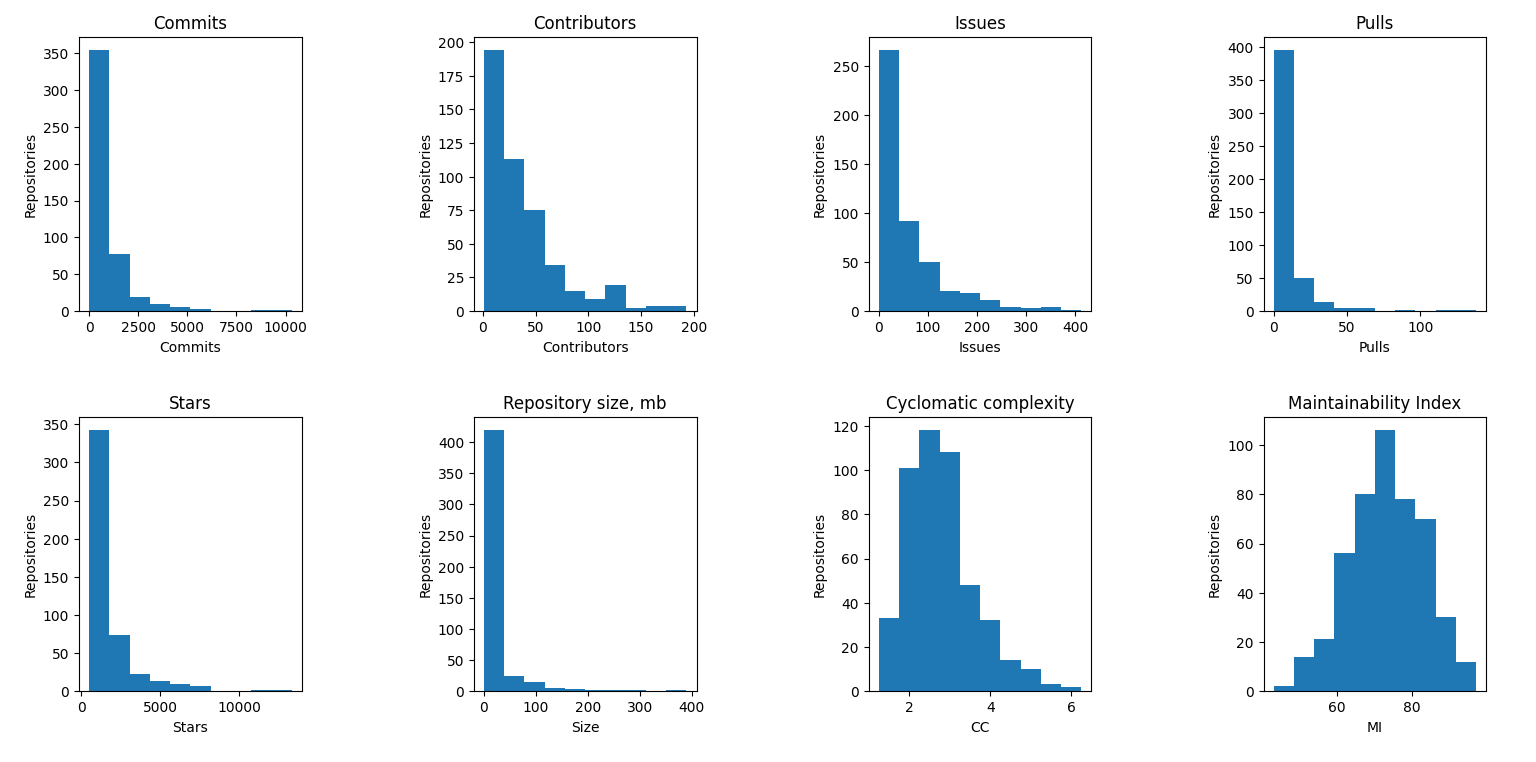 Commits
Contributors
Issues
Pulls
350
300
250
200
150
100
50
0
Repositories
0 2500 5000 7500 10000
Commits
200
175
150
125
100
75
50
25
0
Repositories
0 50 100 150 200
Contributors
250
200
150
100
50
0
Repositories
0 100 200 300 400
Issues
400
350
300
250
200
150
100
50
0
Repositories
0 50 100
Pulls
Stars
Repository size, mb
Cyclomatic complexity
Maintainability Index
350
300
250
200
150
100
50
0
Repositories
0 5000 10000
Stars
400
350
300
250
200
150
100
50
0
Repositories
0 100 200 300 400
Size
120
100
80
60
40
20
0
Repositories
2 4 6
CC
100
80
60
40
20
0
Repositories
60 80
MI